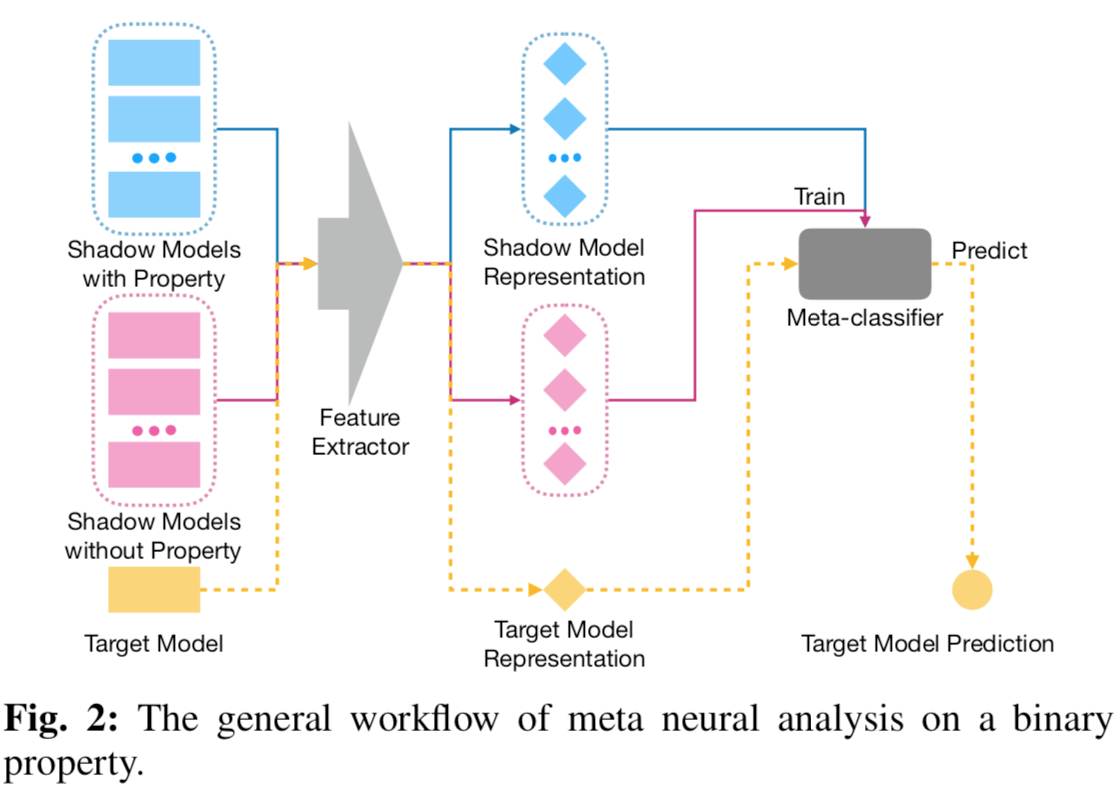 Shadow Models
with Property
Shadow Models
without Property
Target Model
Feature
Extractor
Shadow Model
Representation
Target Model
Representation
Train
Predict
Meta-classifier
Target Model Prediction
Fig. 2: The general workflow of meta neural analysis on a binary
property.